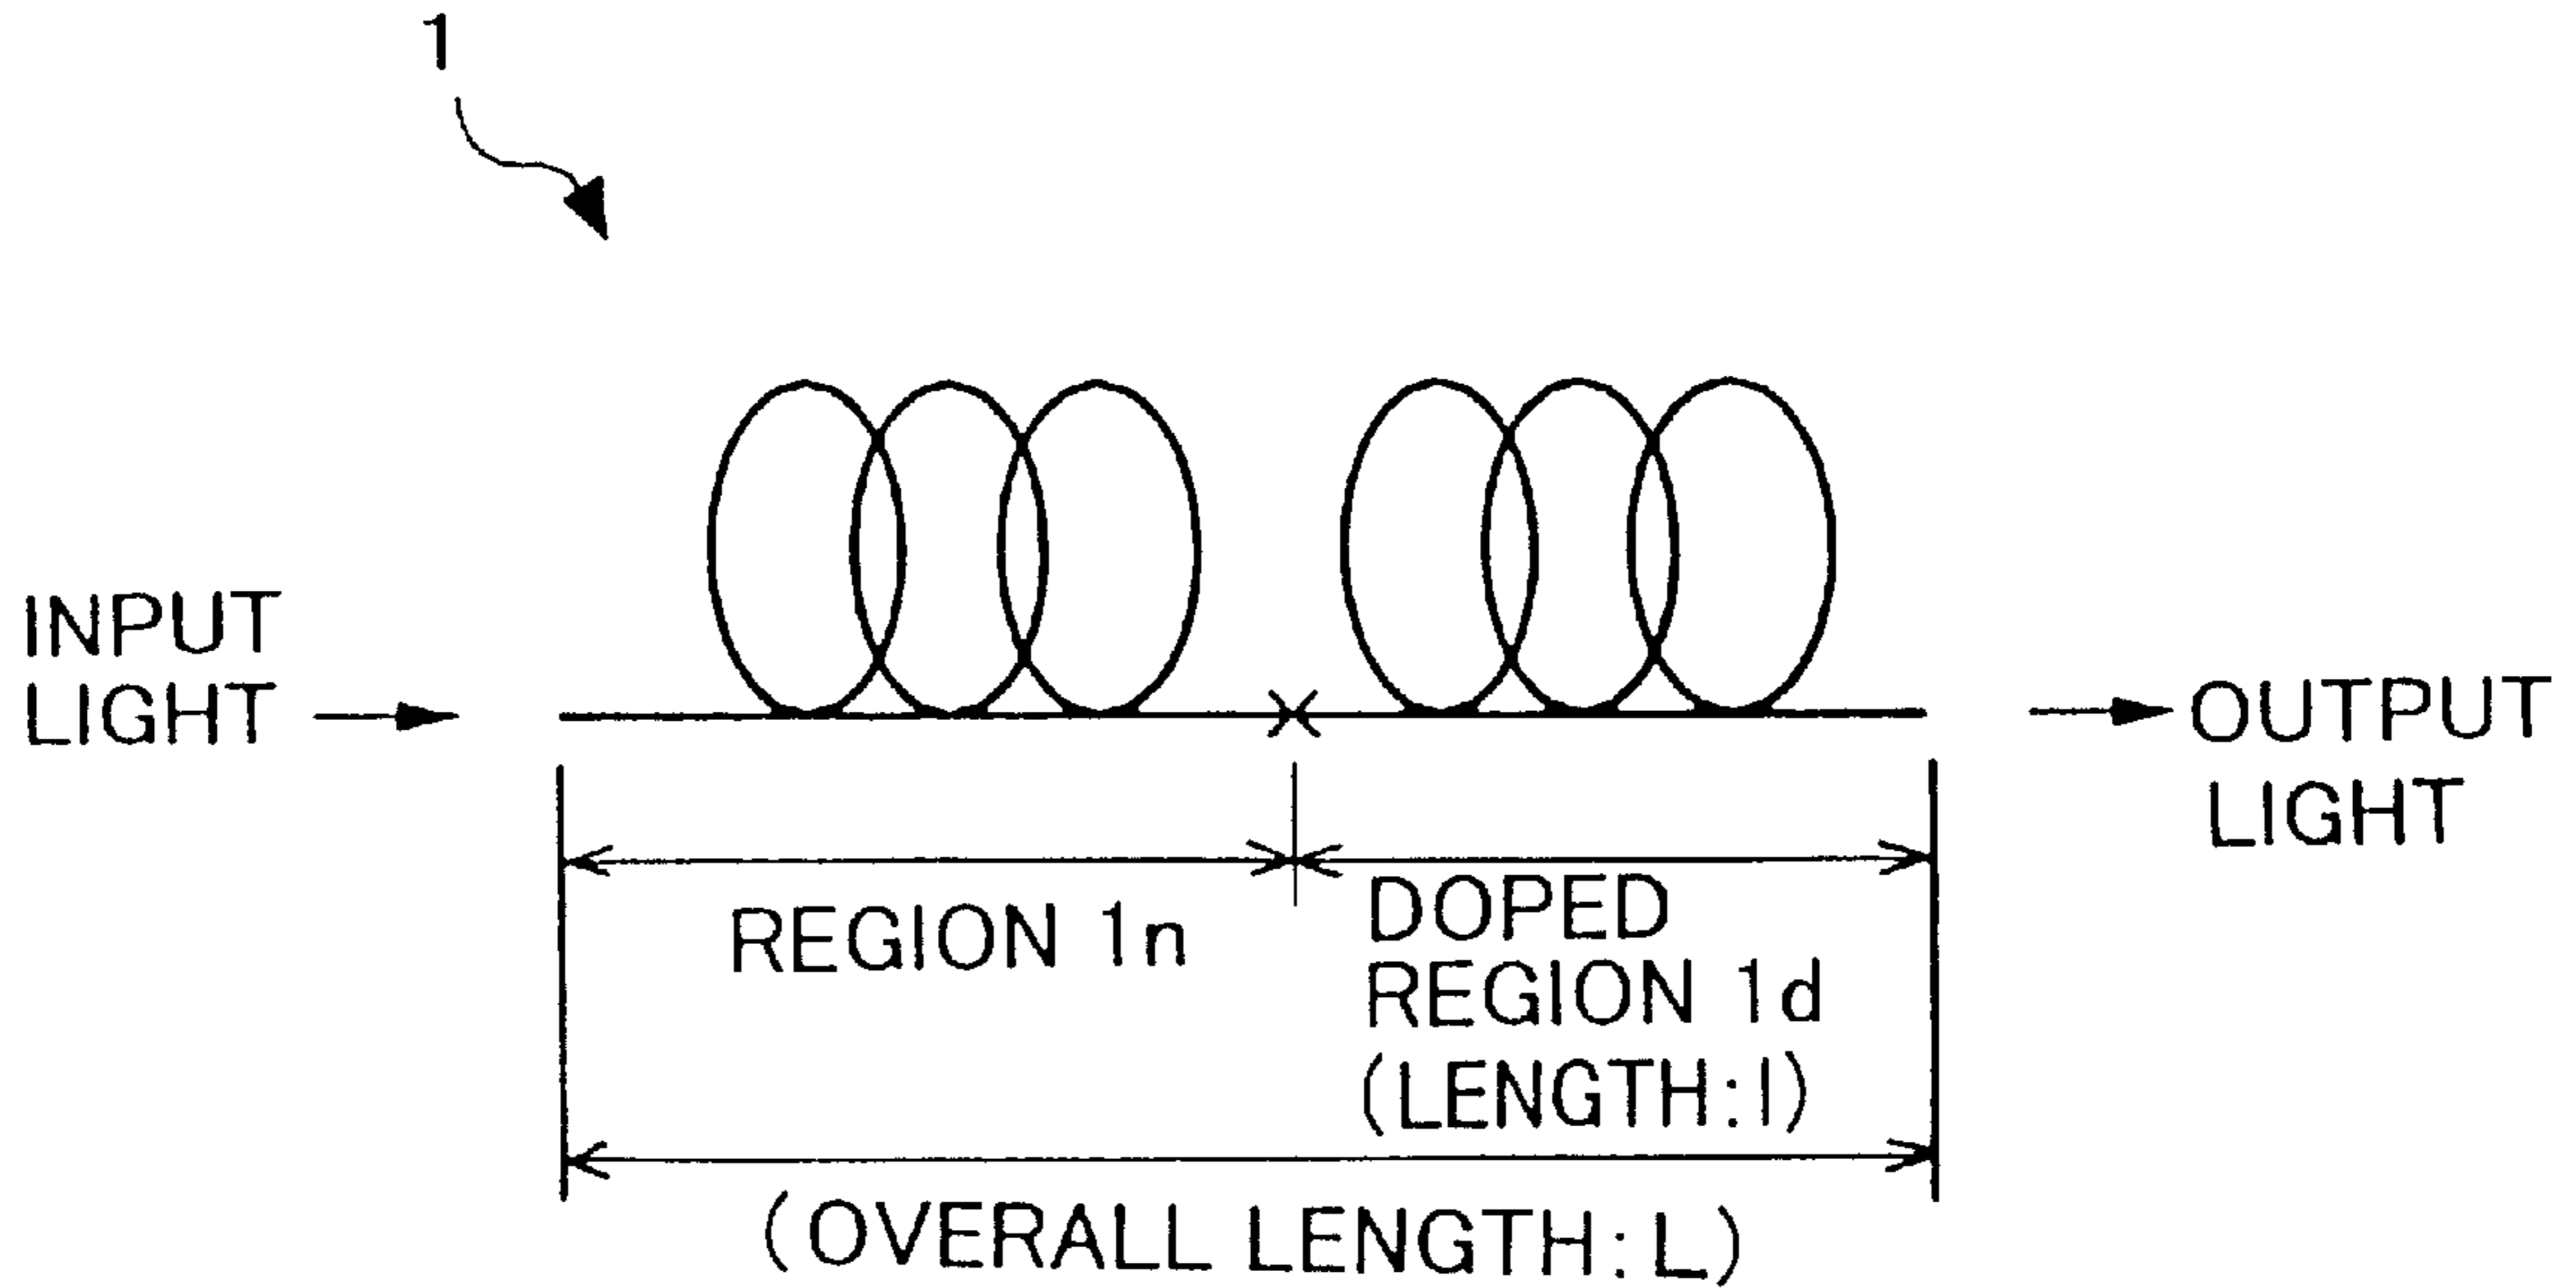 1
INPUT
LIGHT
OUTPUT
LIGHT
REGION 1n
DOPED
REGION 1d
(LENGTH:l)
(OVERALL LENGTH:L)